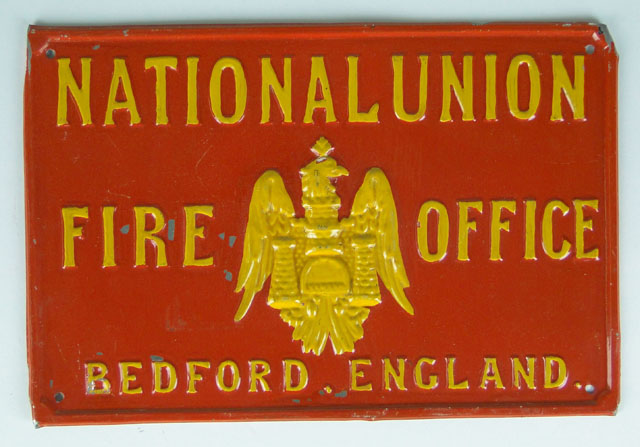 NATIONAL UNION
FIRE OFFICE
BEDFORD. ENGLAND.